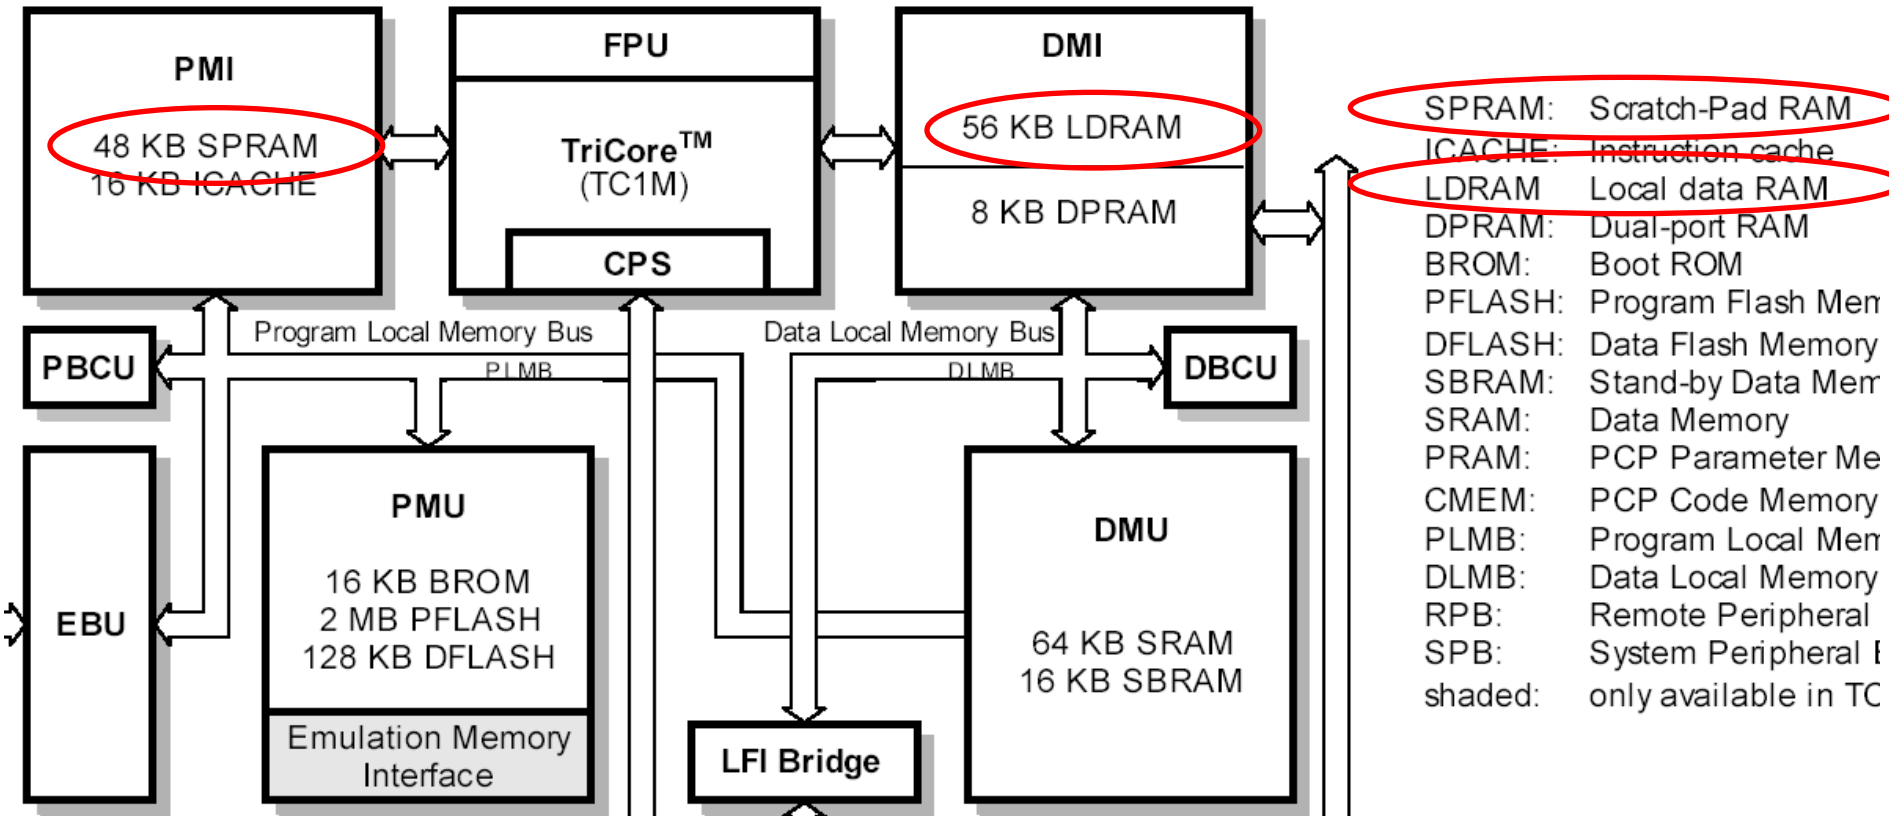 PMI
48 KB SPRAM
16 KB ICACHE
FPU
TriCore™
(TC1M)
CPS
DMI
56 KB LDRAM
8 KB DPRAM
Program Local Memory Bus
PLMB
Data Local Memory Bus
DLMB
PBCU
DBCU
EBU
PMU
16 KB BROM
2 MB PFLASH
128 KB DFLASH
Emulation Memory
Interface
DMU
64 KB SRAM
16 KB SBRAM
LFI Bridge
SPRAM: Scratch-Pad RAM
ICACHE: Instruction cache
LDRAM Local data RAM
DPRAM: Dual-port RAM
BROM: Boot ROM
PFLASH: Program Flash Mem
DFLASH: Data Flash Memory
SBRAM: Stand-by Data Mem
SRAM: Data Memory
PRAM: PCP Parameter Me
CMEM: PCP Code Memory
PLMB: Program Local Mem
DLMB: Data Local Memory
RPB: Remote Peripheral
SPB: System Peripheral
shaded: only available in TC